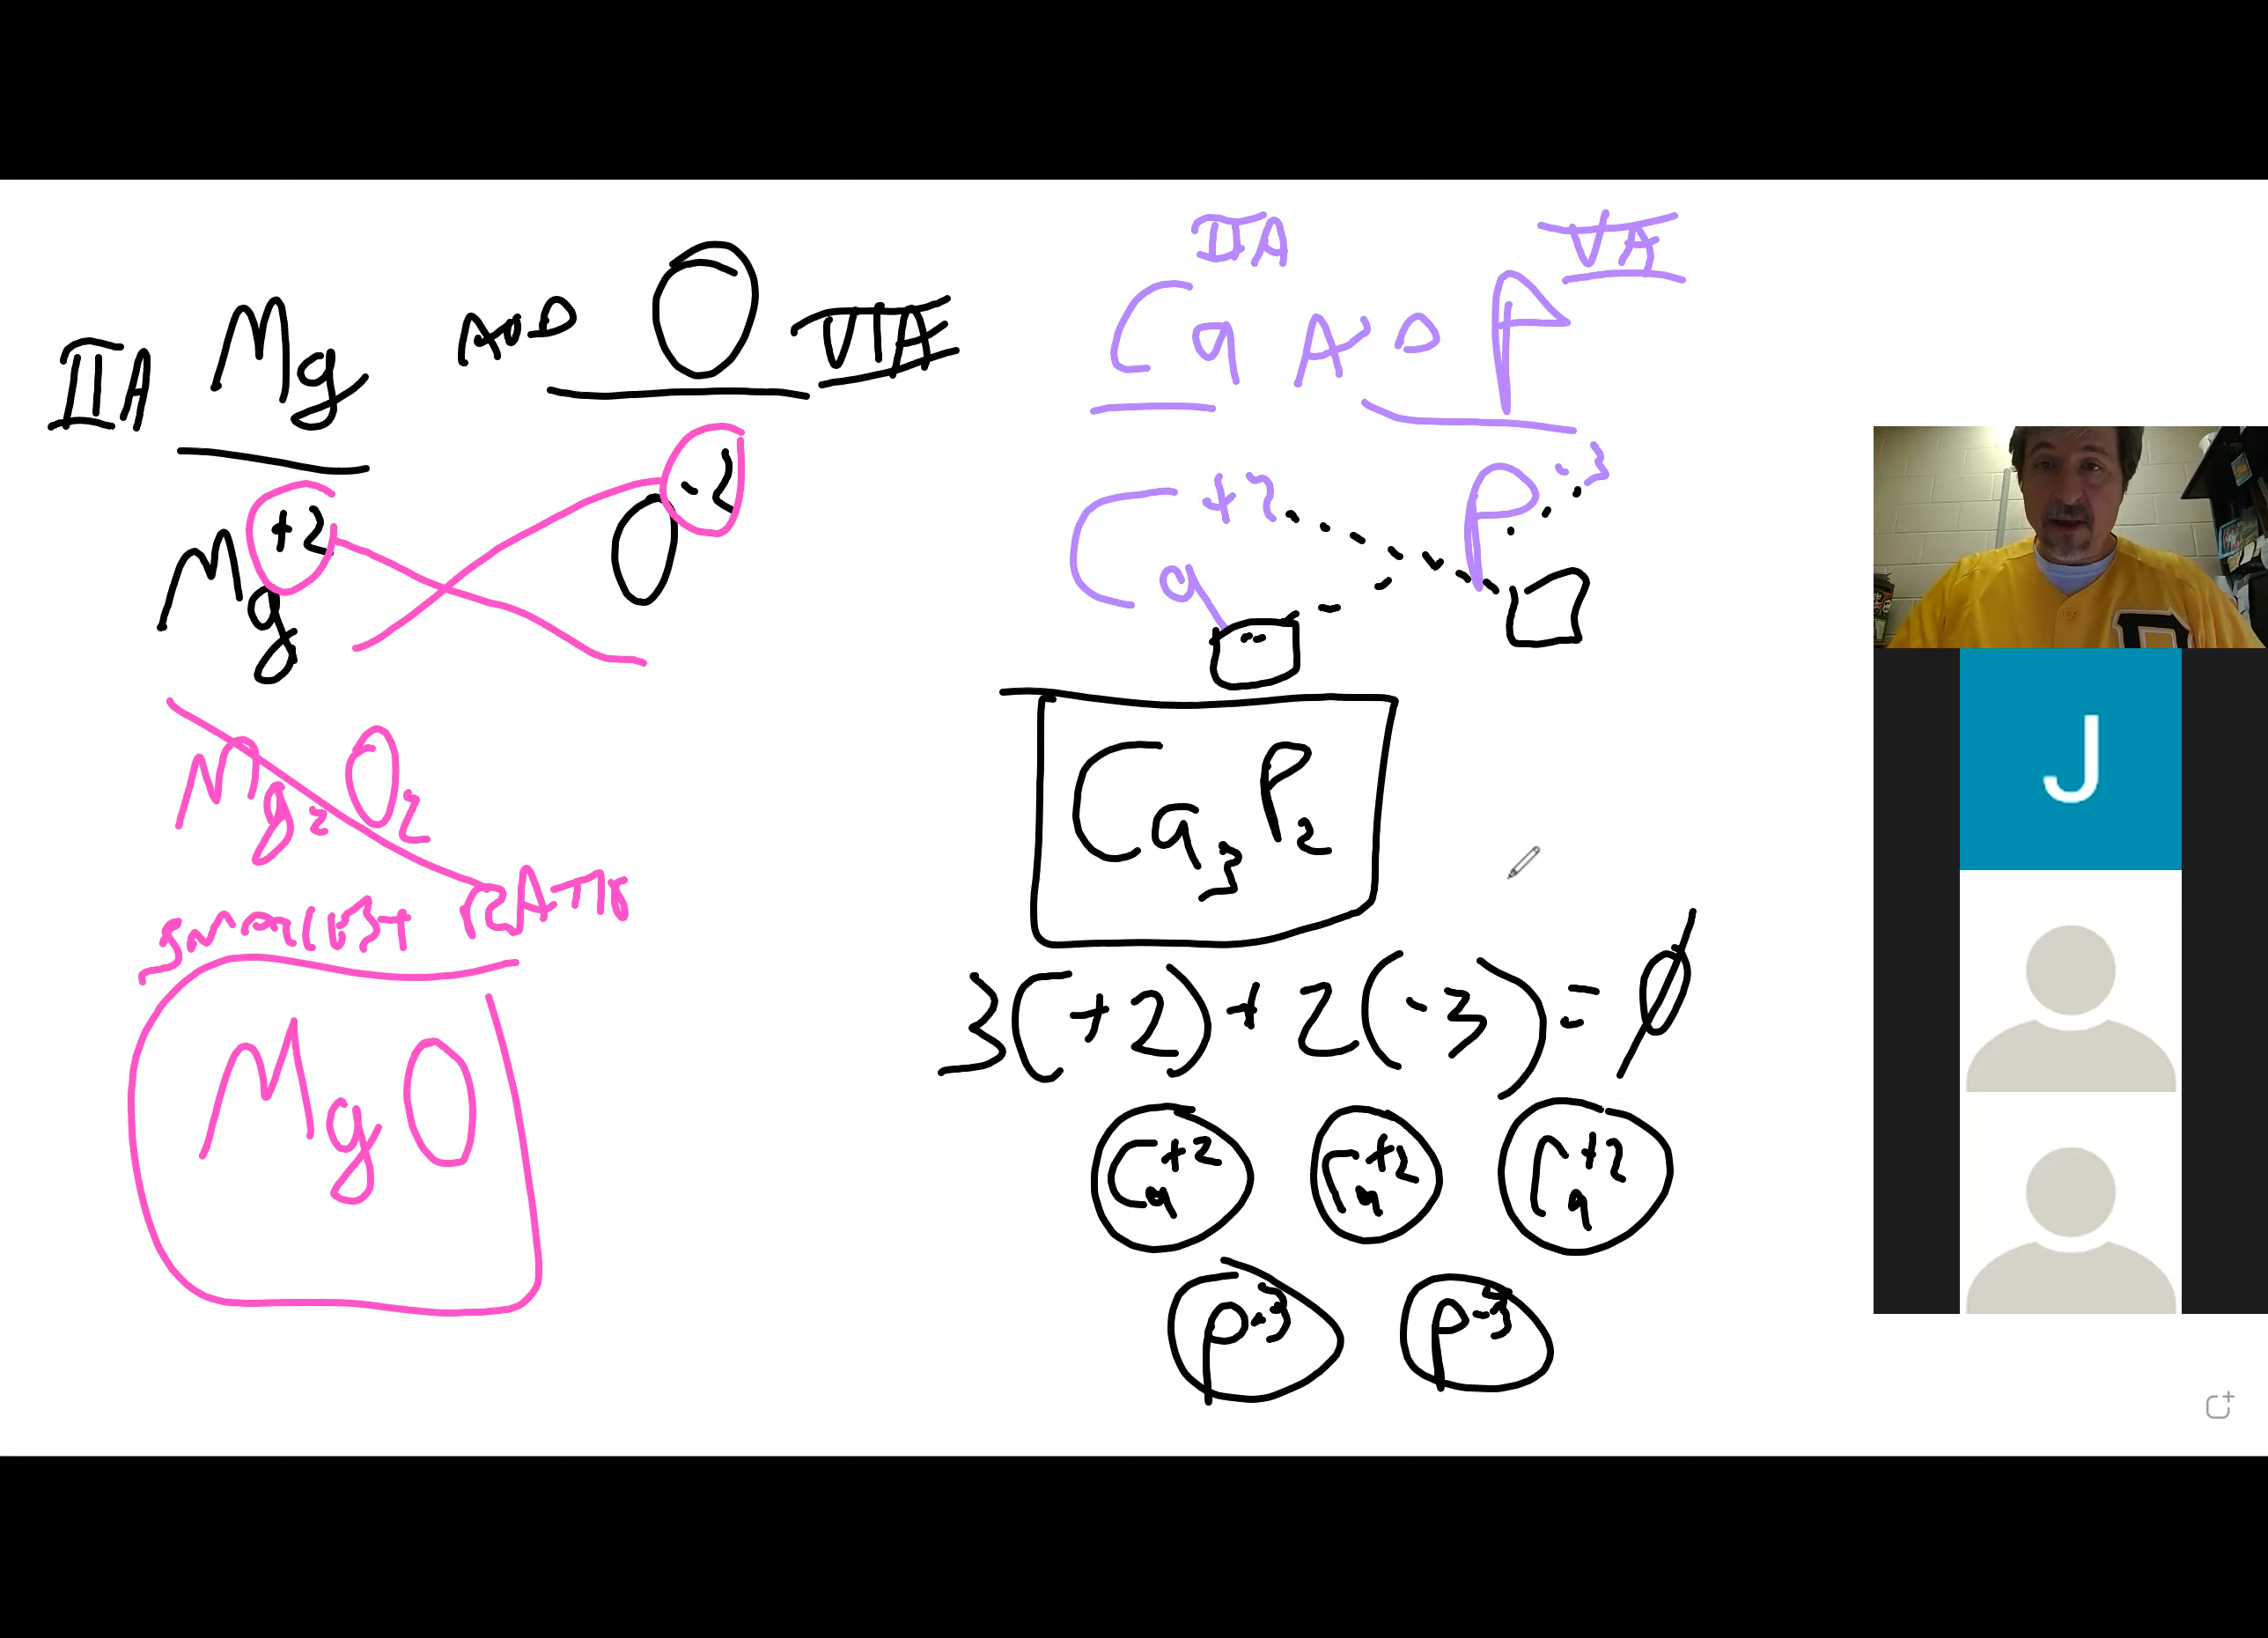 IIA Mg AND O VIA
Mg+2 O-2
Mg2O2
smallest RATIO
MgO
IIA VA
Ca AND P
Ca+2 P-3
Ca3P2
3(+2)+2(-3)=0
Ca+2 Ca+2 Ca+2
P-3 P-3
J